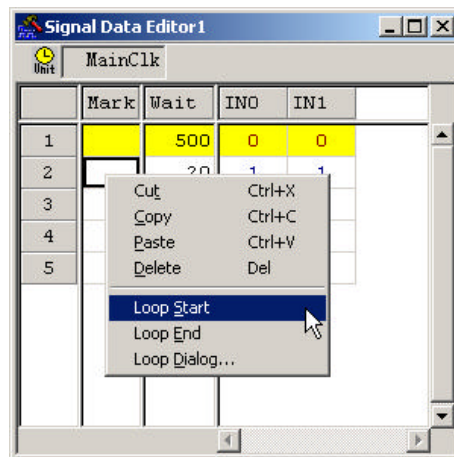 Signal Data Editor1
Unit MainClk
Mark Wait IN0 IN1
1 500 0 0
2 20 1 1
3
4
5
Cut Ctrl+X
Copy Ctrl+C
Paste Ctrl+V
Delete Del
Loop Start
Loop End
Loop Dialog...